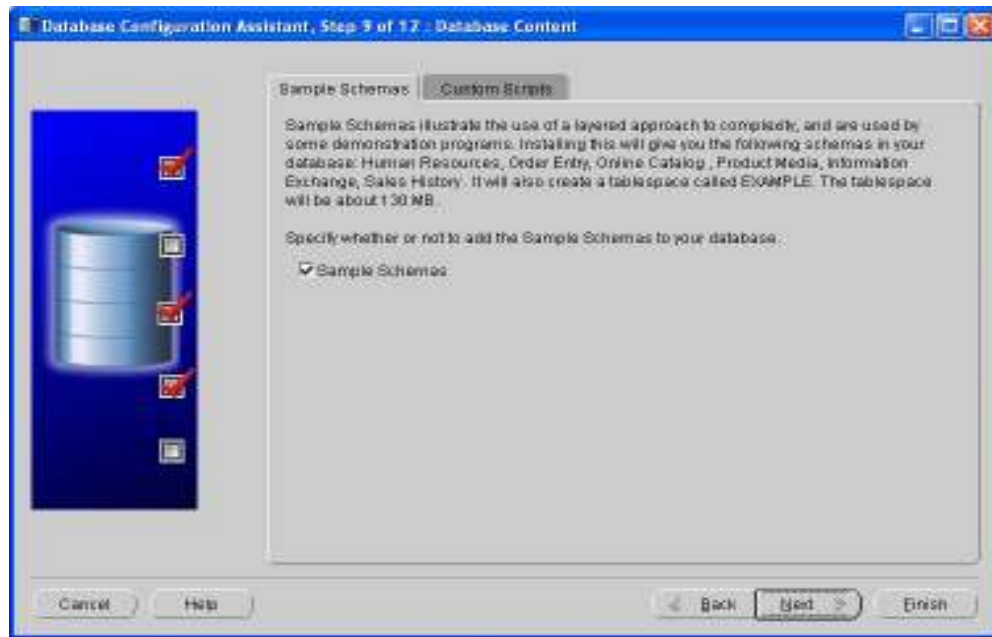 Database Configuration Assistant, Step 9 of 12 : Database Content
Sample Schemas
Custom Scripts
Sample Schemas illustrate the use of a layered approach to complexity, and are used by
some demonstration programs. Installing this will give you the following schemas in your
database: Human Resources, Order Entry, Online Catalog , Product Media, Information
Exchange, Sales History. It will also create a tablespace called EXAMPLE. The tablespace
will be about 130 MB.
Specify whether or not to add the Sample Schemas to your database.
Sample Schemas
Cancel
Help
Back
Next
Finish